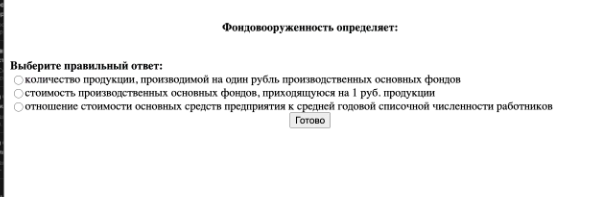 Фондовооруженность определяет:
Выберите правильный ответ:
количество продукции, производимой на один рубль производственных основных фондов
стоимость производственных основных фондов, приходящуюся на 1 руб. продукции
отношение стоимости основных средств предприятия к средней годовой списочной численности работников
Готово